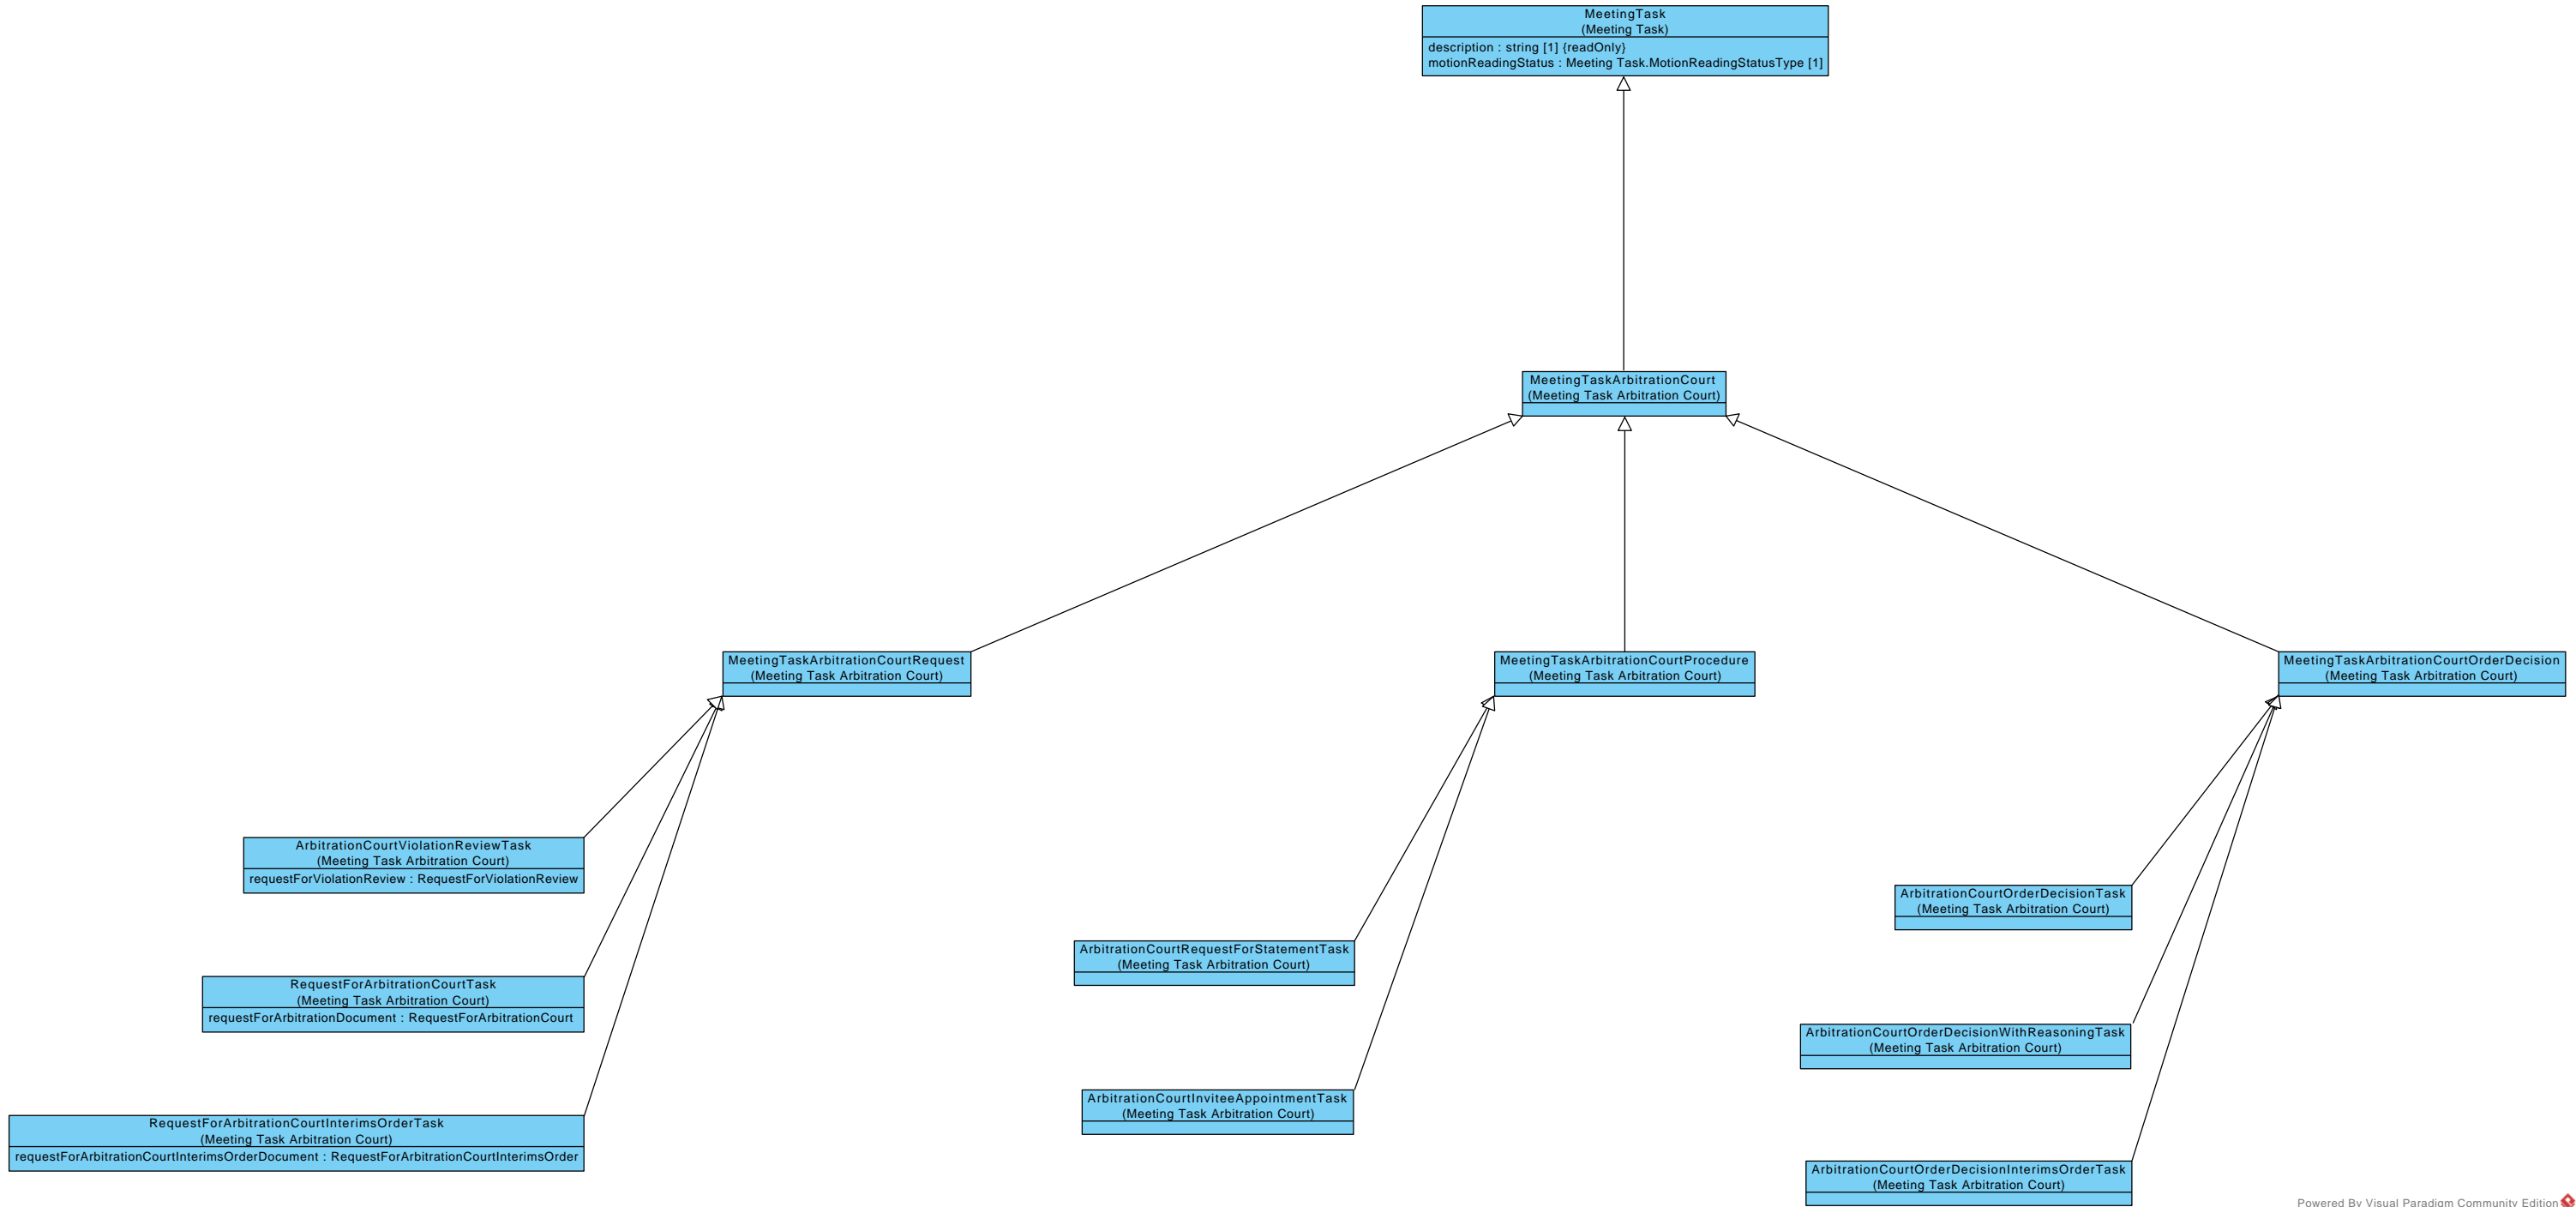 MeetingTask
(Meeting Task)
description : string [1] {readOnly}
motionReadingStatus : Meeting Task.MotionReadingStatusType [1]
MeetingTaskArbitrationCourt
(Meeting Task Arbitration Court)
MeetingTaskArbitrationCourtRequest
(Meeting Task Arbitration Court)
MeetingTaskArbitrationCourtProcedure
(Meeting Task Arbitration Court)
MeetingTaskArbitrationCourtOrderDecision
(Meeting Task Arbitration Court)
ArbitrationCourtViolationReviewTask
(Meeting Task Arbitration Court)
requestForViolationReview : RequestForViolationReview
RequestForArbitrationCourtTask
(Meeting Task Arbitration Court)
requestForArbitrationDocument : RequestForArbitrationCourt
RequestForArbitrationCourtInterimsOrderTask
(Meeting Task Arbitration Court)
requestForArbitrationCourtInterimsOrderDocument : RequestForArbitrationCourtInterimsOrder
ArbitrationCourtRequestForStatementTask
(Meeting Task Arbitration Court)
ArbitrationCourtInviteeAppointmentTask
(Meeting Task Arbitration Court)
ArbitrationCourtOrderDecisionTask
(Meeting Task Arbitration Court)
ArbitrationCourtOrderDecisionWithReasoningTask
(Meeting Task Arbitration Court)
ArbitrationCourtOrderDecisionInterimsOrderTask
(Meeting Task Arbitration Court)
Powered By Visual Paradigm Community Edition